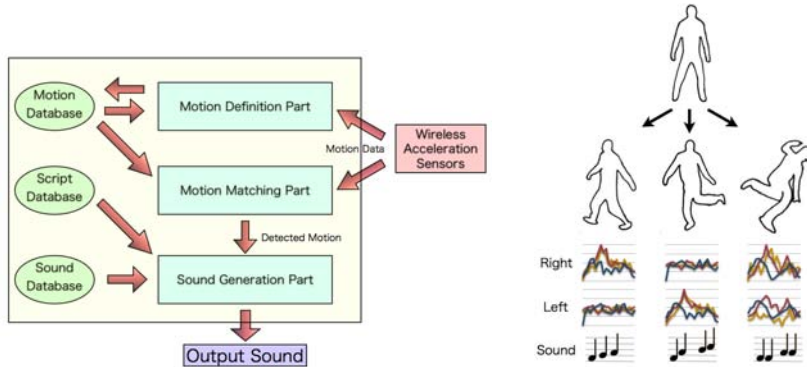 Motion
Database
Motion Definition Part
Wireless
Acceleration
Sensors
Motion Data
Script
Database
Motion Matching Part
Detected Motion
Sound
Database
Sound Generation Part
Output Sound
Right
Left
Sound